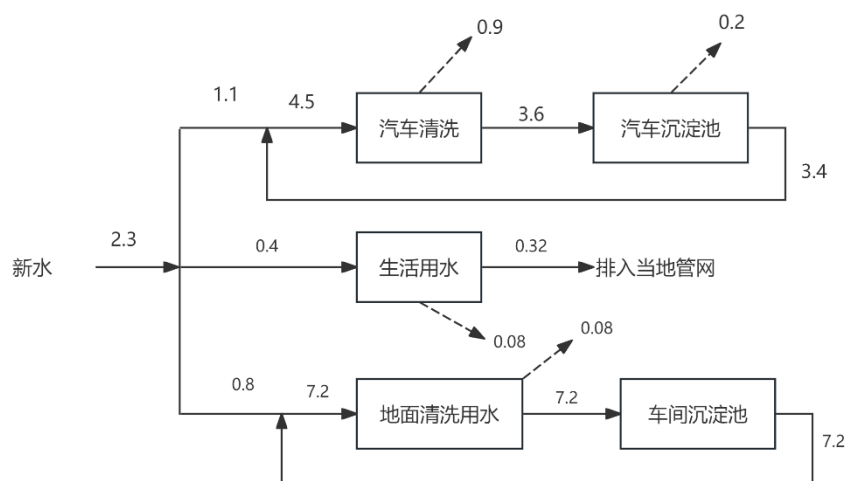 0.9
0.2
1.1
4.5
汽车清洗
3.6
汽车沉淀池
3.4
2.3
新水
0.4
生活用水
0.32
排入当地管网
0.08
0.08
0.8
7.2
地面清洗用水
7.2
车间沉淀池
7.2